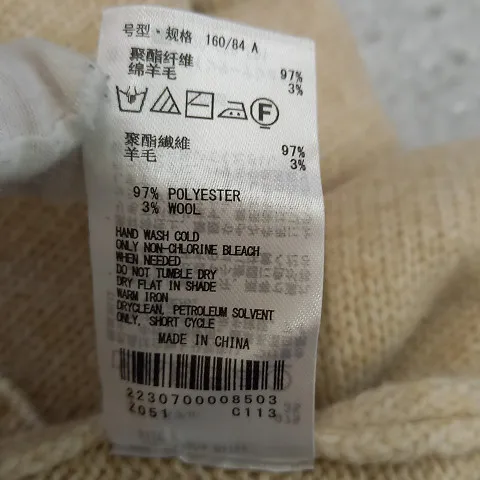 号型·规格 160/84 A
聚酯纤维 97%
绵羊毛 3%
F
聚酯纖維 97%
羊毛 3%
97% POLYESTER
3% WOOL
HAND WASH COLD
ONLY NON-CHLORINE BLEACH
WHEN NEEDED
DO NOT TUMBLE DRY
DRY FLAT IN SHADE
WARM IRON
DRYCLEAN, PETROLEUM SOLVENT
ONLY, SHORT CYCLE
MADE IN CHINA
2230700008503
2051 C113